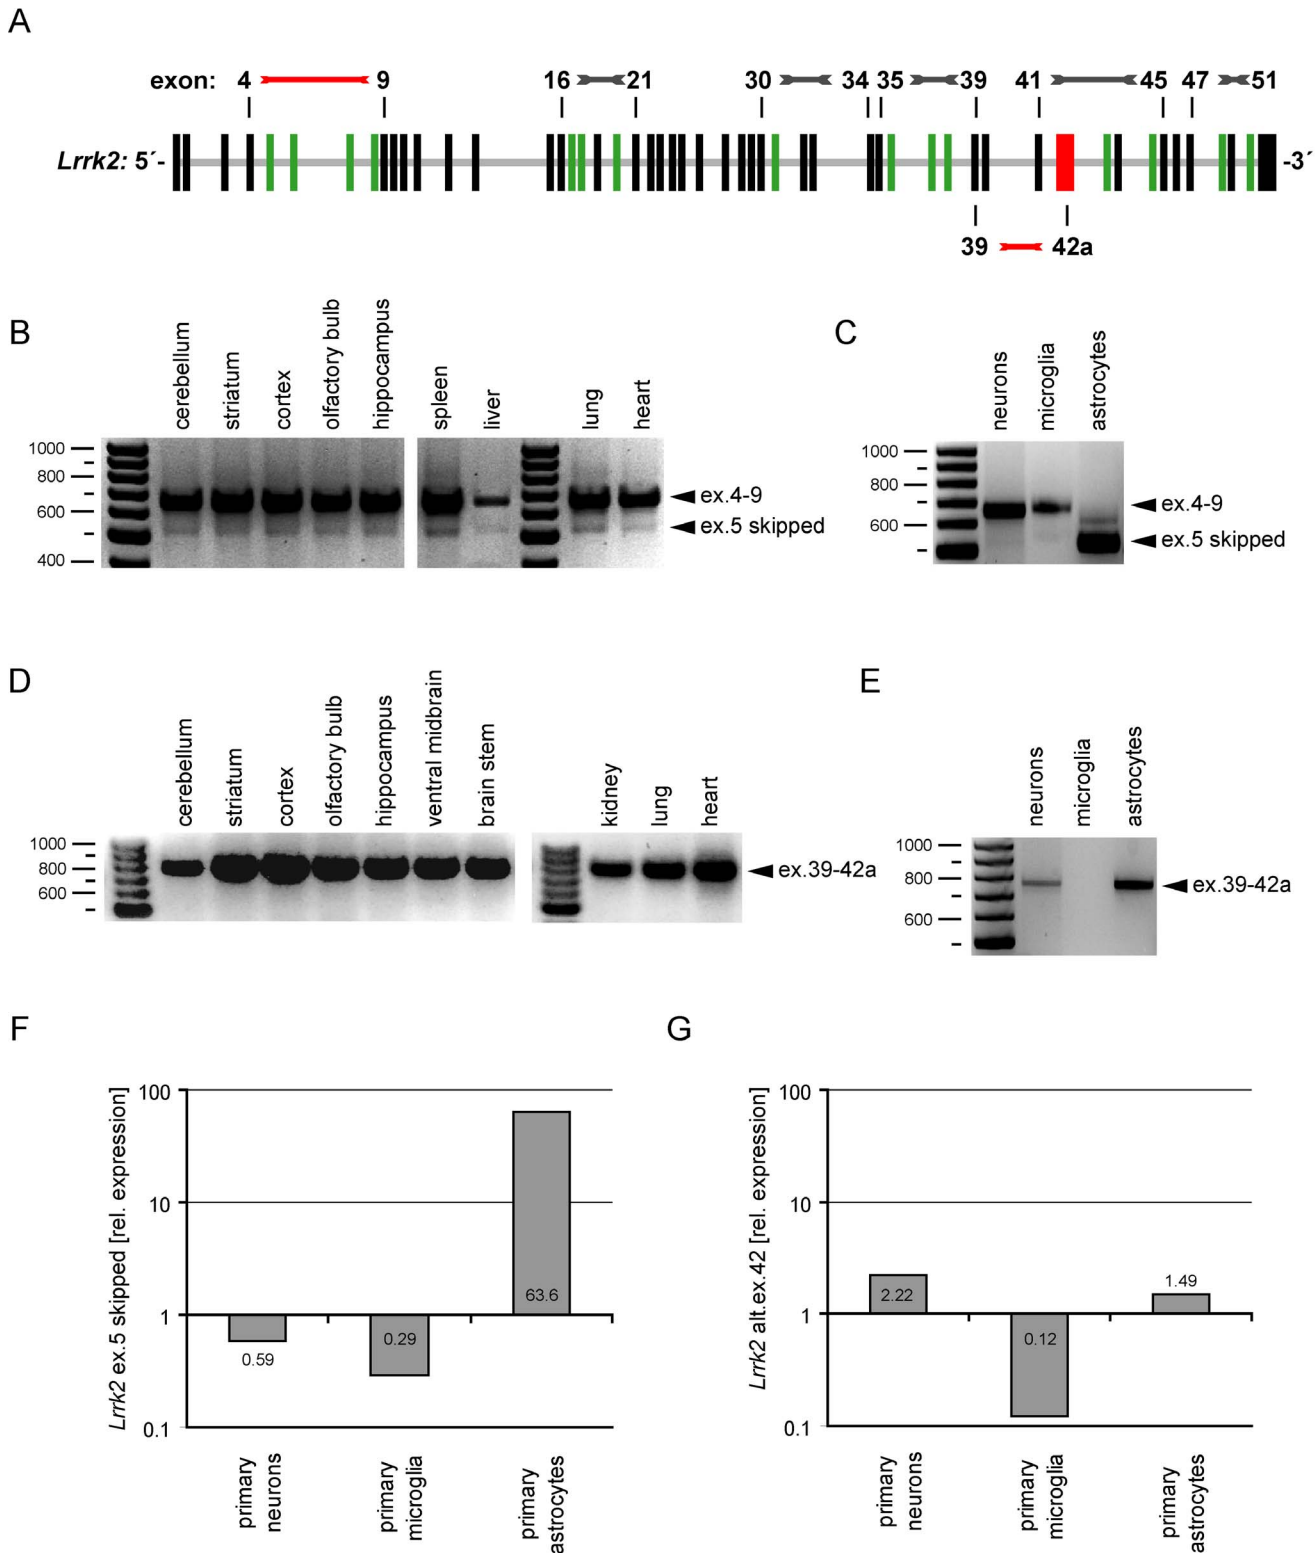 A
exon: 4 9 16 21 30 34 35 39 41 45 47 51
Lrrk2: 5´- -3´
39 42a
B
cerebellum
striatum
cortex
olfactory bulb
hippocampus
spleen
liver
lung
heart
1000
800
600
400
ex.4-9
ex.5 skipped
C
neurons
microglia
astrocytes
1000
800
600
ex.4-9
ex.5 skipped
D
cerebellum
striatum
cortex
olfactory bulb
hippocampus
ventral midbrain
brain stem
kidney
lung
heart
1000
800
600
ex.39-42a
E
neurons
microglia
astrocytes
1000
800
600
ex.39-42a
F
Lrrk2 ex.5 skipped [rel. expression]
100
10
1
0.1
0.59
0.29
63.6
primary
neurons
primary
microglia
primary
astrocytes
G
Lrrk2 alt.ex.42 [rel. expression]
100
10
1
0.1
2.22
0.12
1.49
primary
neurons
primary
microglia
primary
astrocytes